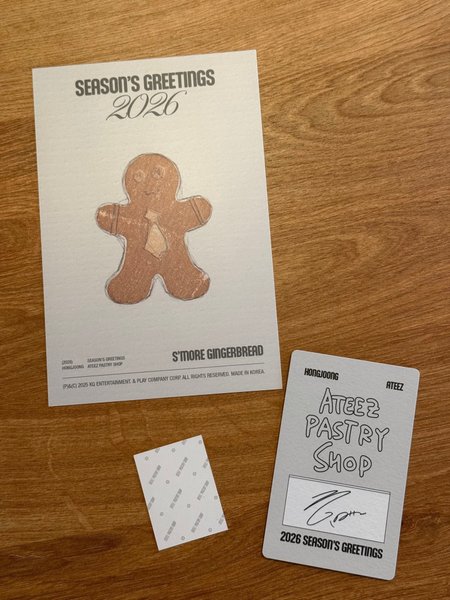 SEASON'S GREETINGS
2026
(2026) SEASON'S GREETINGS
HONGJOONG ATEEZ PASTRY SHOP
S'MORE GINGERBREAD
(P)&(C) 2025 KQ ENTERTAINMENT. & PLAY COMPANY CORP. ALL RIGHTS RESERVED. MADE IN KOREA.
HONGJOONG ATEEZ
ATEEZ
PASTRY
SHOP
2026 SEASON'S GREETINGS